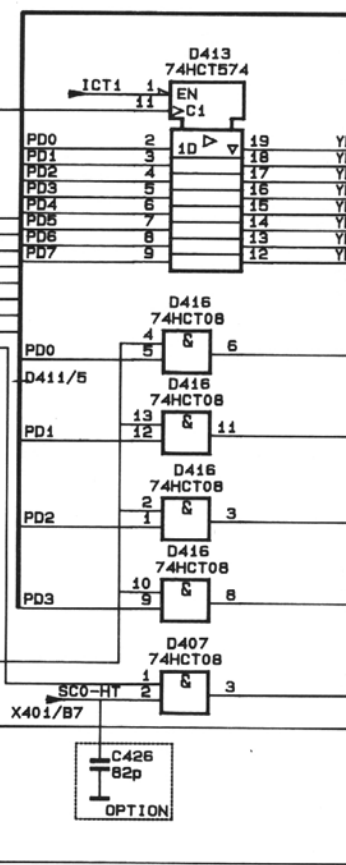 D413
74HCT574
ICT1 1 EN
11 C1
PD0 2 1D 19 Y
PD1 3 18 Y
PD2 4 17 Y
PD3 5 16 Y
PD4 6 15 Y
PD5 7 14 Y
PD6 8 13 Y
PD7 9 12 Y
D416
74HCT08
4 &
PD0 5 6
D411/5
D416
74HCT08
13 &
PD1 12 11
D416
74HCT08
2 &
PD2 1 3
D416
74HCT08
10 &
PD3 9 8
D407
74HCT08
1 &
SC0-HT 2 3
X401/B7
C426
82p
OPTION